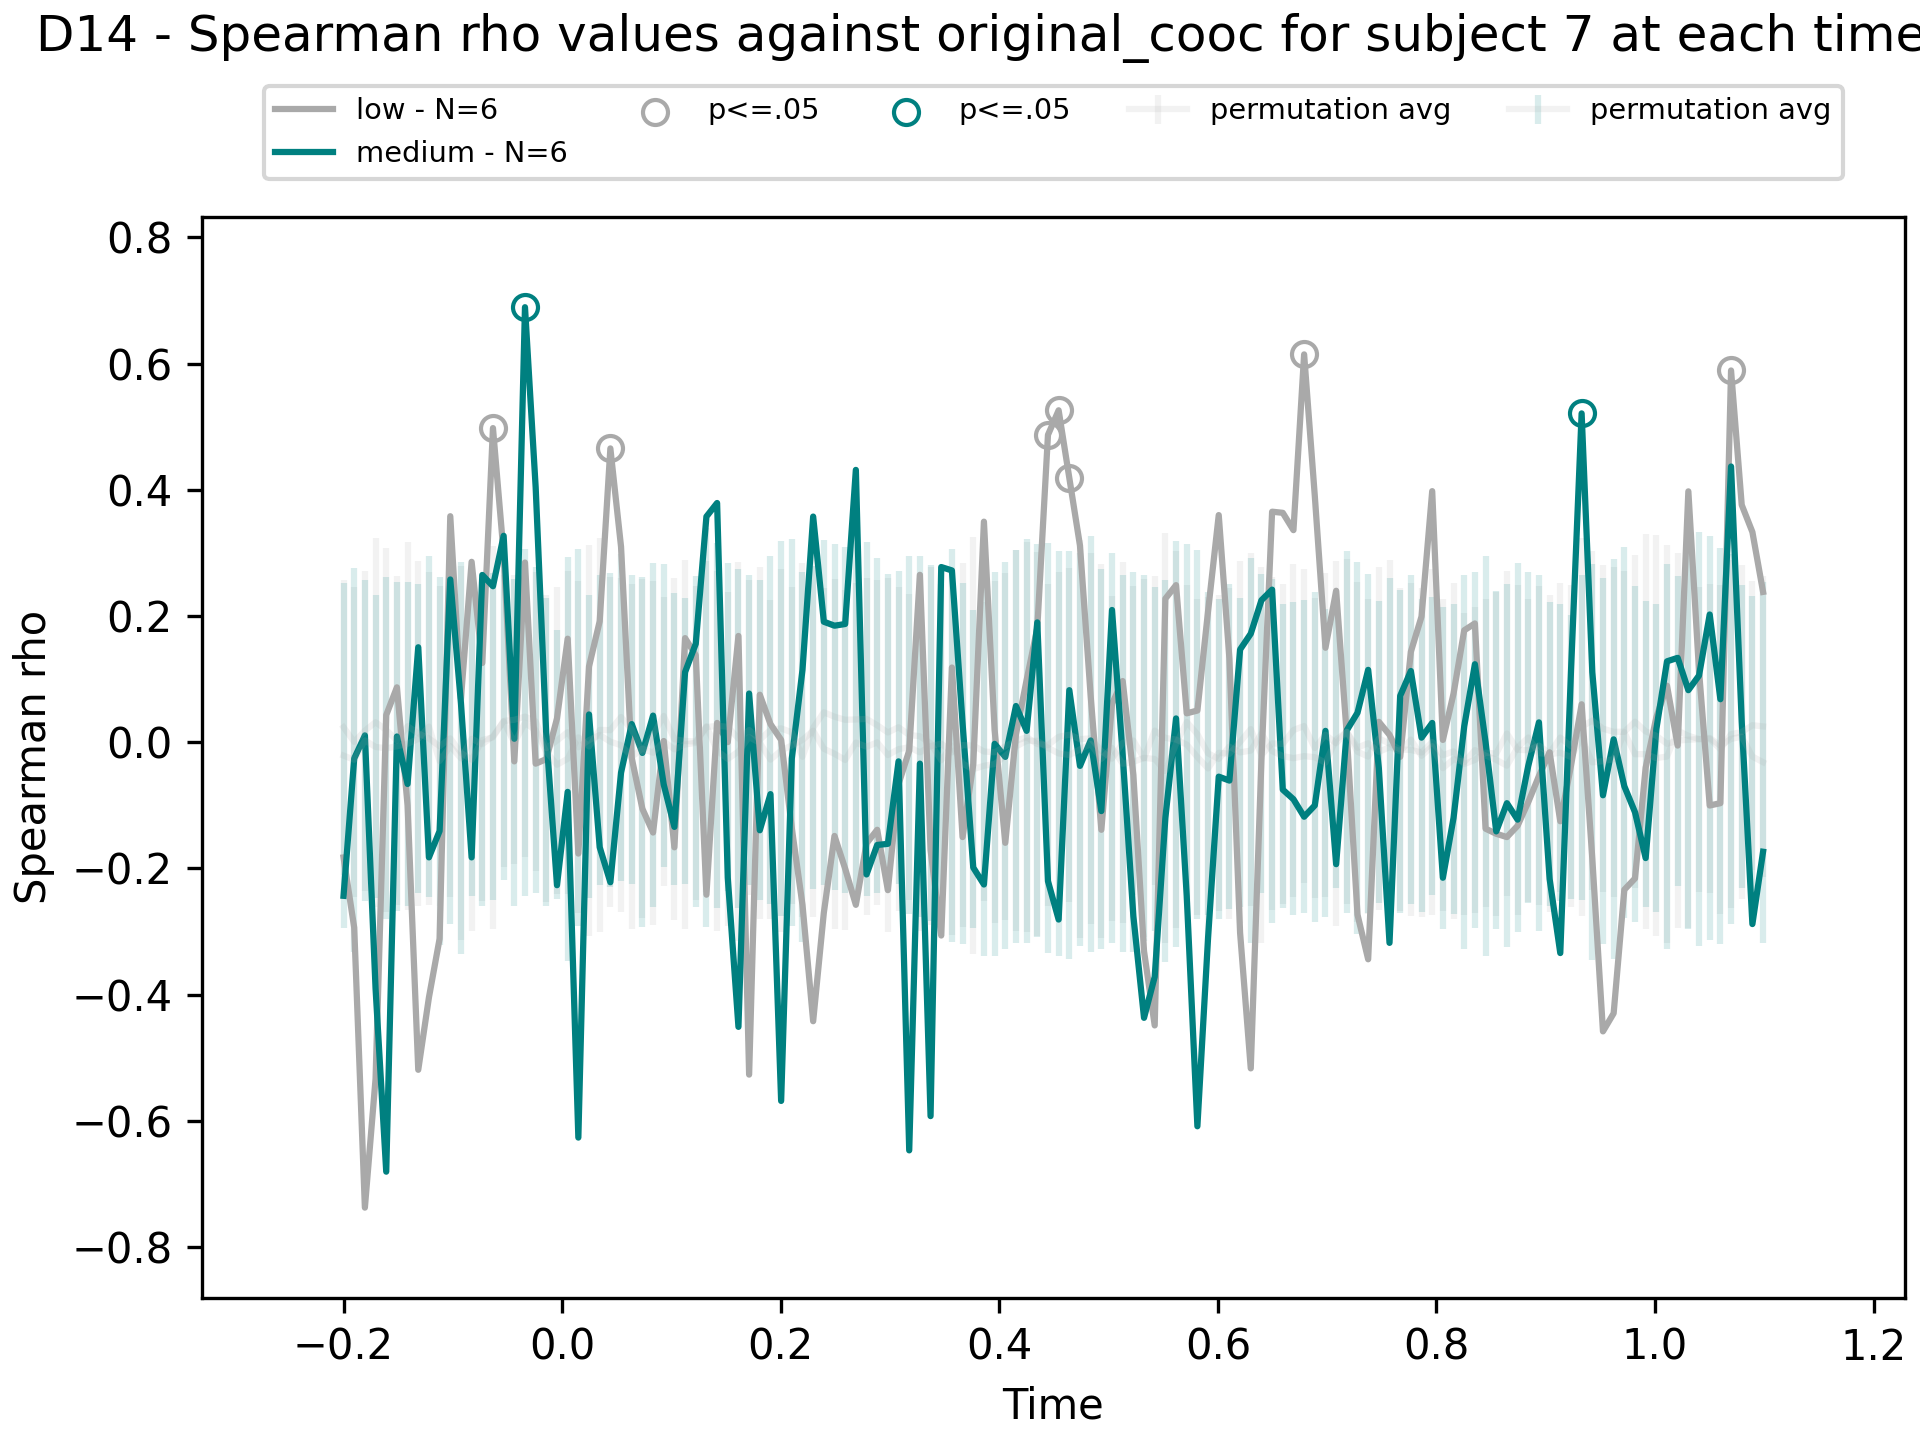 D14 - Spearman rho values against original_cooc for subject 7 at each time
low - N=6
medium - N=6
p<=.05
p<=.05
permutation avg
permutation avg
Spearman rho
0.8
0.6
0.4
0.2
0.0
−0.2
−0.4
−0.6
−0.8
−0.2 0.0 0.2 0.4 0.6 0.8 1.0 1.2
Time